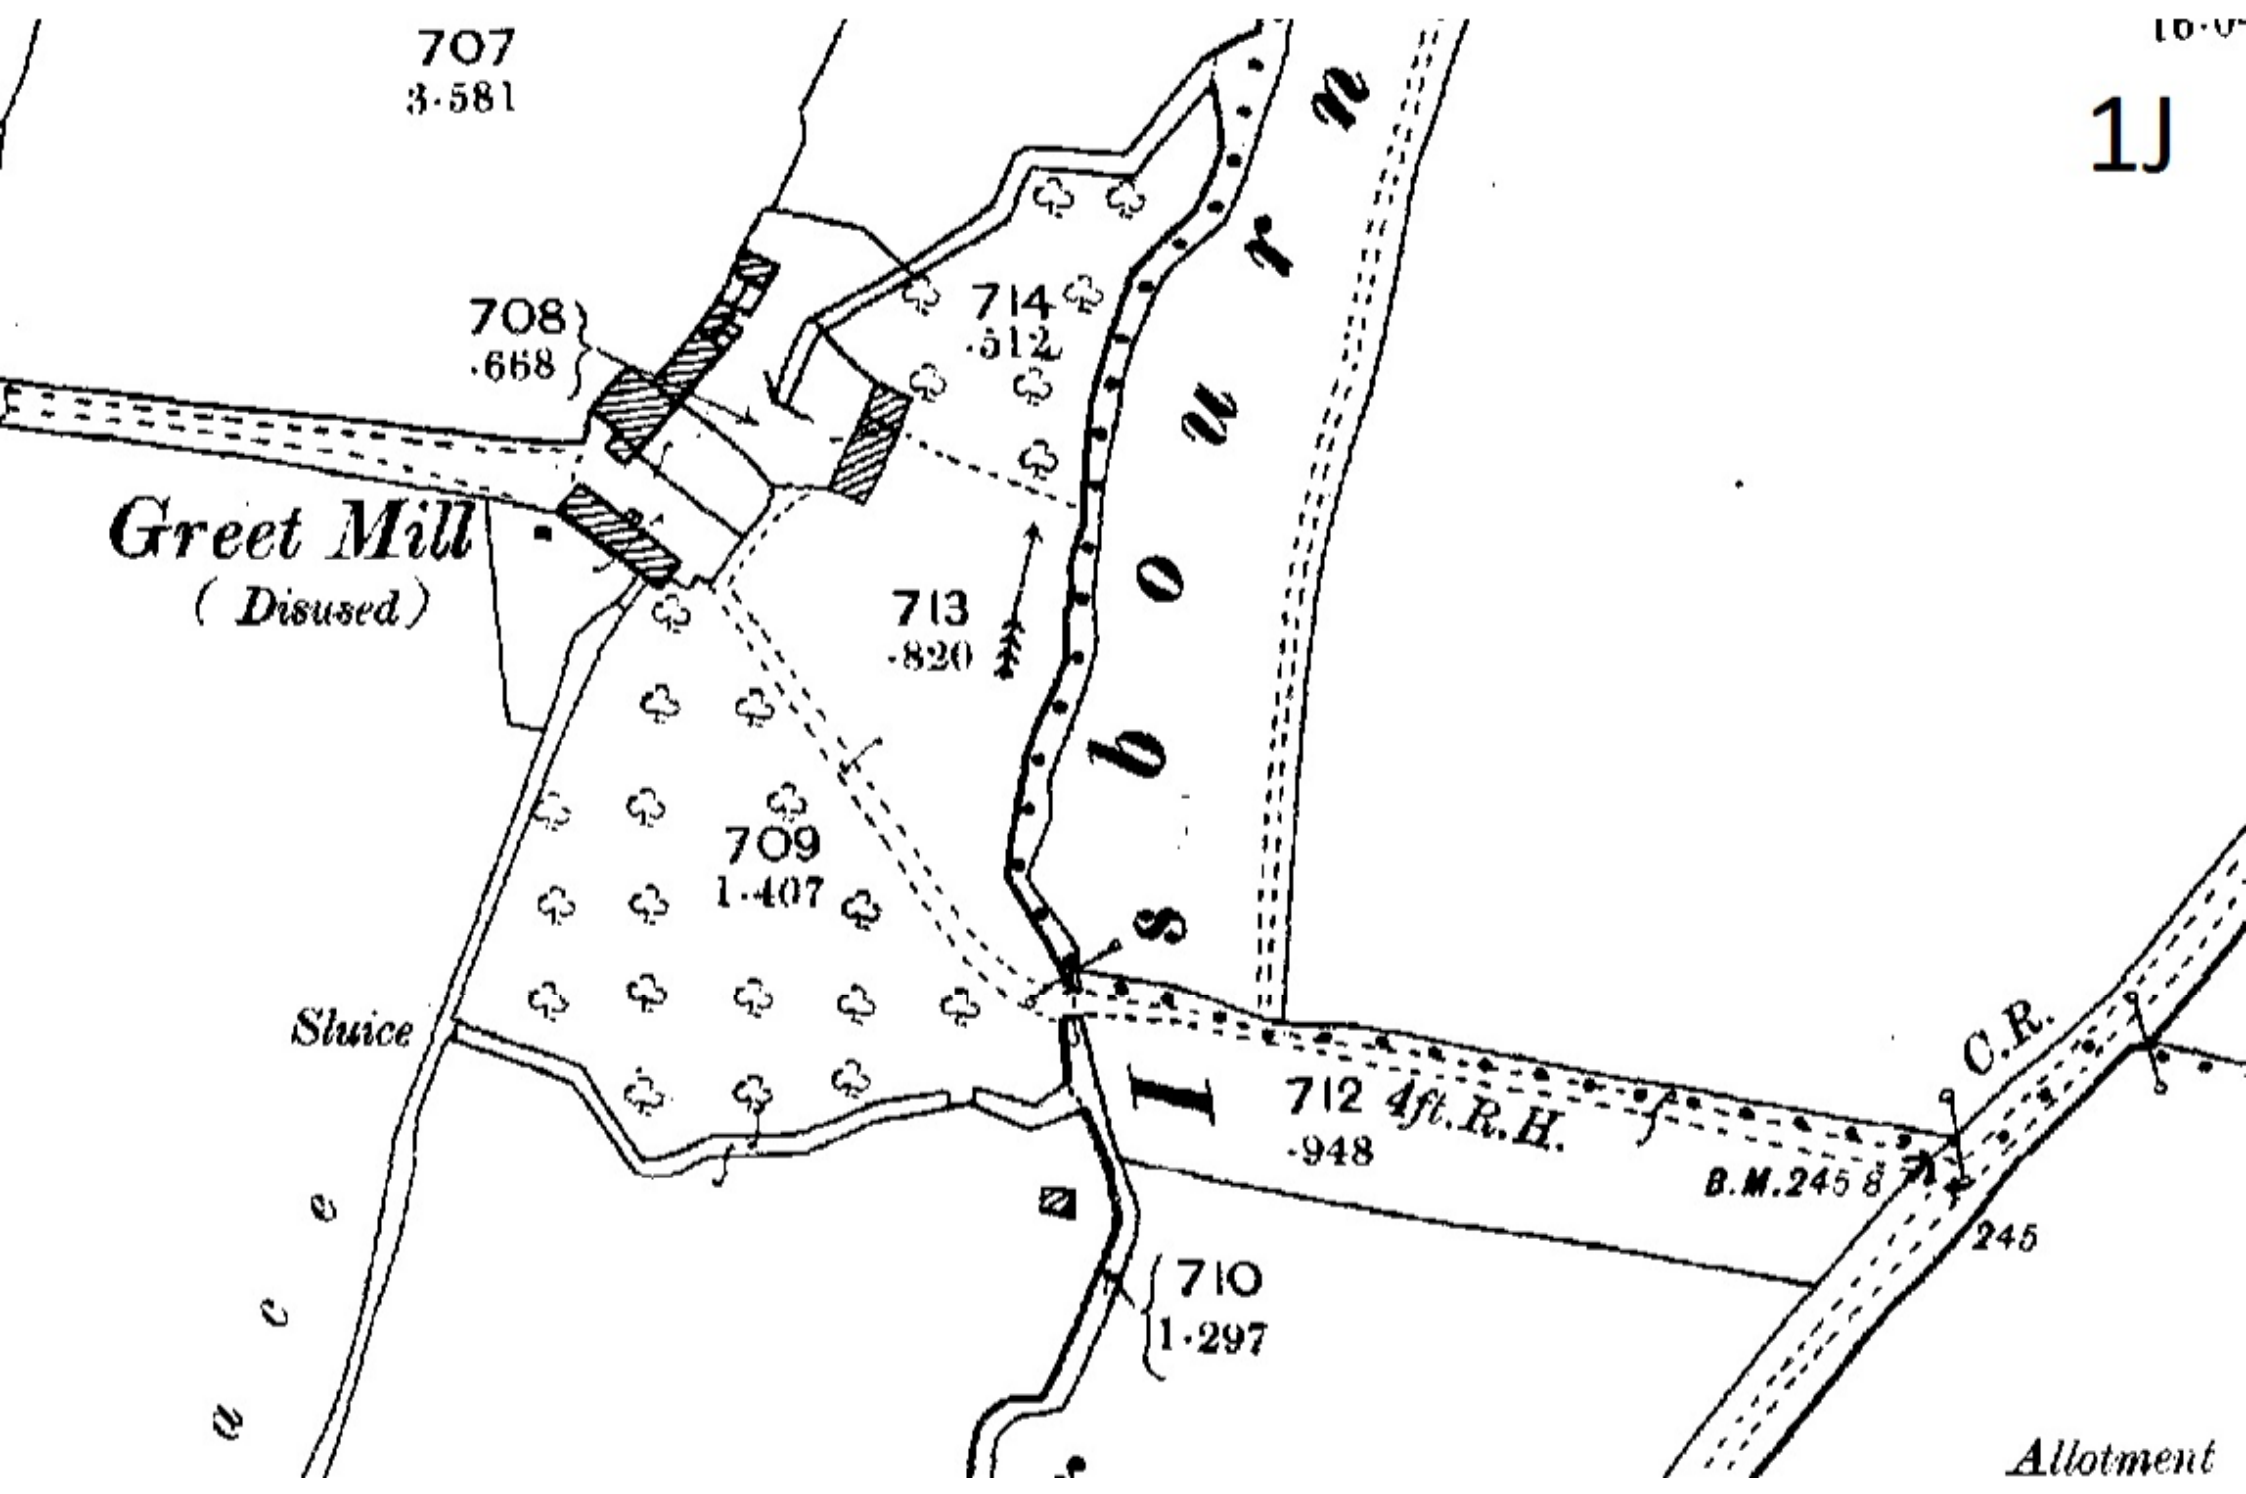 707
3·581
1J
n
r
u
o
b
s
I
708
·668
714
·512
Greet Mill
(Disused)
713
·820
709
1·407
Sluice
C.R.
712
·948
4ft.R.H.
B.M.245·8
245
710
1·297
e
c
a
Allotment